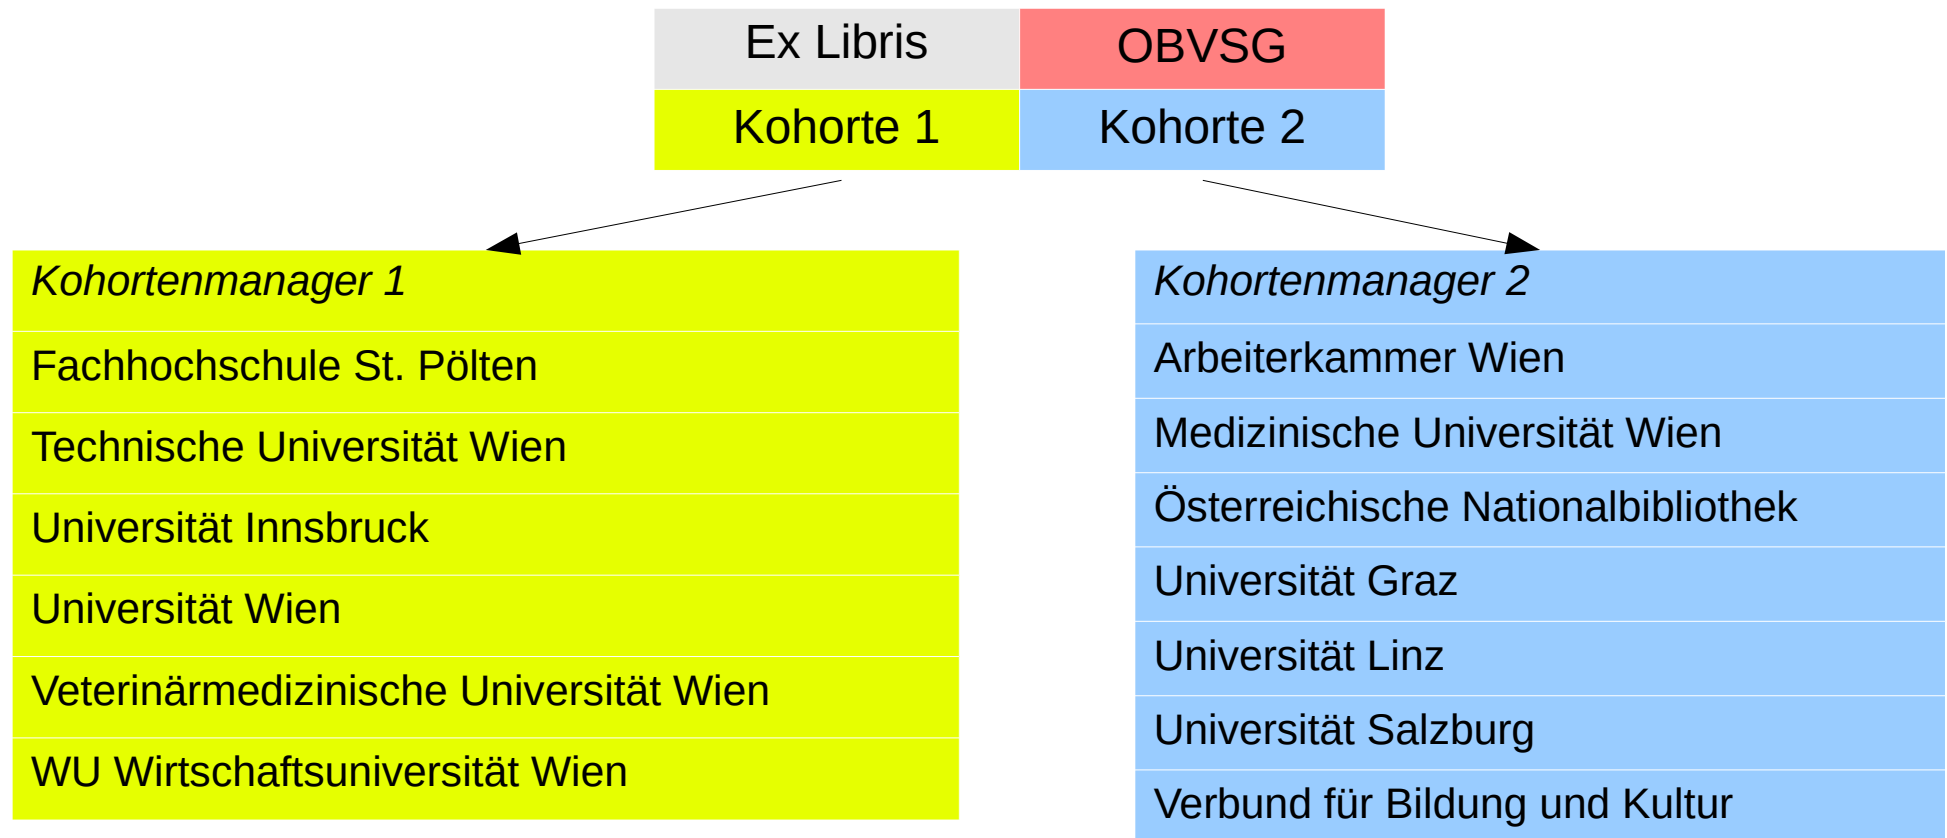 Ex Libris
OBVSG
Kohorte 1
Kohorte 2
Kohortenmanager 1
Fachhochschule St. Pölten
Technische Universität Wien
Universität Innsbruck
Universität Wien
Veterinärmedizinische Universität Wien
WU Wirtschaftsuniversität Wien
Kohortenmanager 2
Arbeiterkammer Wien
Medizinische Universität Wien
Österreichische Nationalbibliothek
Universität Graz
Universität Linz
Universität Salzburg
Verbund für Bildung und Kultur